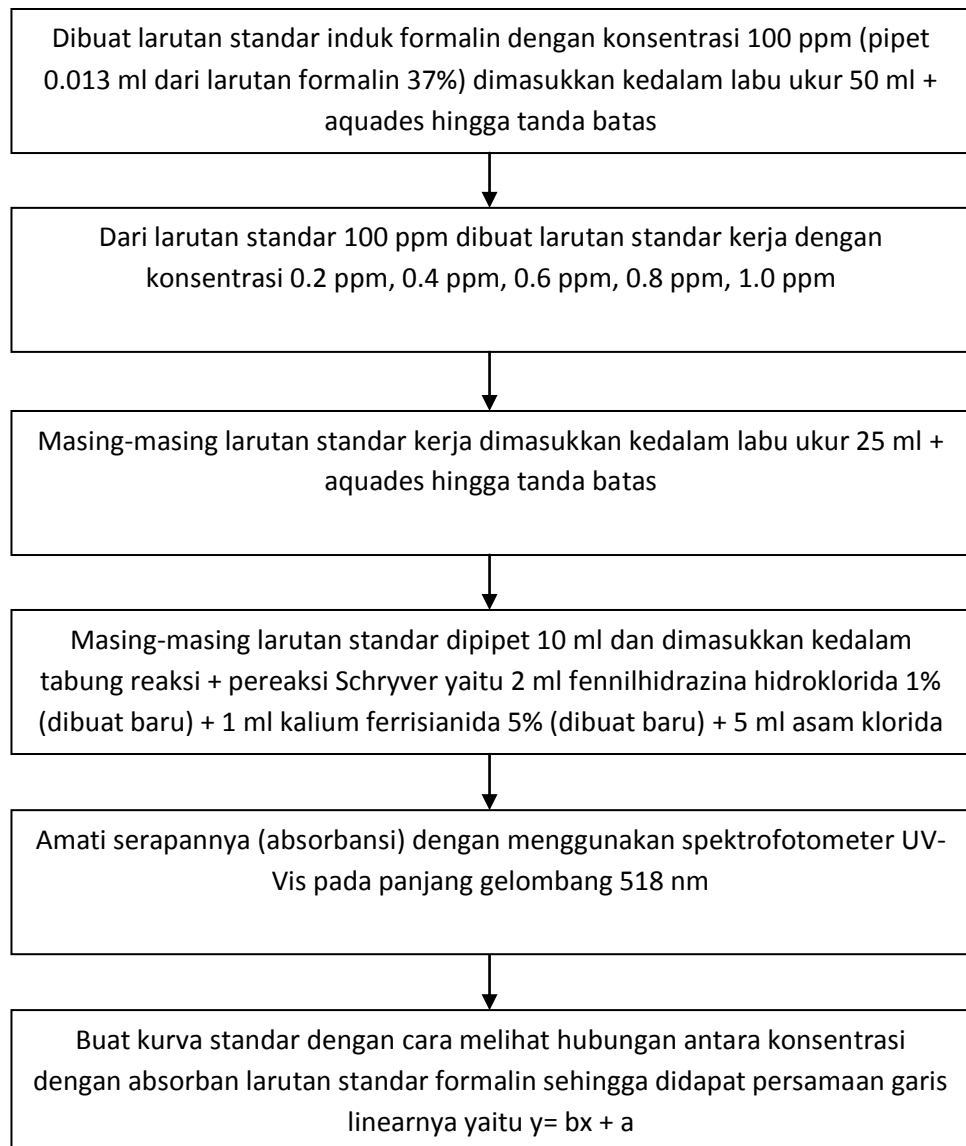 Dibuat larutan standar induk formalin dengan konsentrasi 100 ppm (pipet
0.013 ml dari larutan formalin 37%) dimasukkan kedalam labu ukur 50 ml +
aquades hingga tanda batas
Dari larutan standar 100 ppm dibuat larutan standar kerja dengan
konsentrasi 0.2 ppm, 0.4 ppm, 0.6 ppm, 0.8 ppm, 1.0 ppm
Masing-masing larutan standar kerja dimasukkan kedalam labu ukur 25 ml +
aquades hingga tanda batas
Masing-masing larutan standar dipipet 10 ml dan dimasukkan kedalam
tabung reaksi + pereaksi Schryver yaitu 2 ml fennilhidrazina hidroklorida 1%
(dibuat baru) + 1 ml kalium ferrisianida 5% (dibuat baru) + 5 ml asam klorida
Amati serapannya (absorbansi) dengan menggunakan spektrofotometer UV-
Vis pada panjang gelombang 518 nm
Buat kurva standar dengan cara melihat hubungan antara konsentrasi
dengan absorban larutan standar formalin sehingga didapat persamaan garis
linearnya yaitu y= bx + a